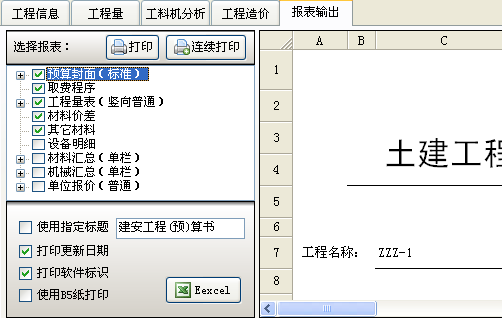 工程信息 工程量 工料机分析 工程造价 报表输出
选择报表： 打印 连续打印
预算封面(标准)
取费程序
工程量表(竖向普通)
材料价差
其它材料
设备明细
材料汇总(单栏)
机械汇总(单栏)
单位报价(普通)
使用指定标题 建安工程(预)算书
打印更新日期
打印软件标识
使用B5纸打印 Eexcel
A B C
1
2
3 土建工程
4
5
6
7 工程名称： ZZZ-1
8